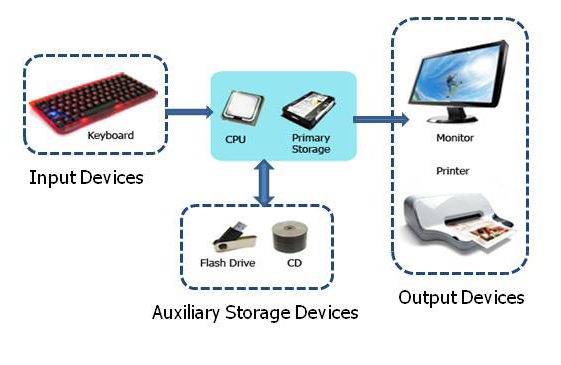 Keyboard
Input Devices
CPU
Primary
Storage
Monitor
Printer
Output Devices
Flash Drive
CD
Auxiliary Storage Devices